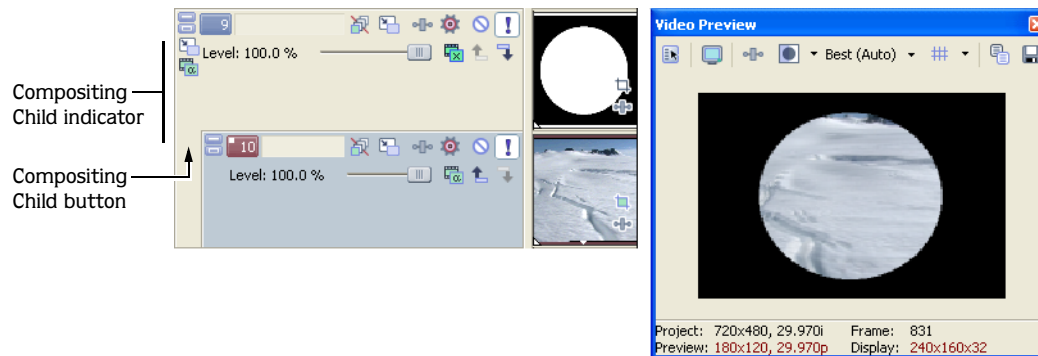 Compositing
Child indicator
Compositing
Child button
9
Level: 100.0 %
10
Level: 100.0 %
Video Preview
Best (Auto)
Project: 720x480, 29.970i Frame: 831
Preview: 180x120, 29.970p Display: 240x160x32